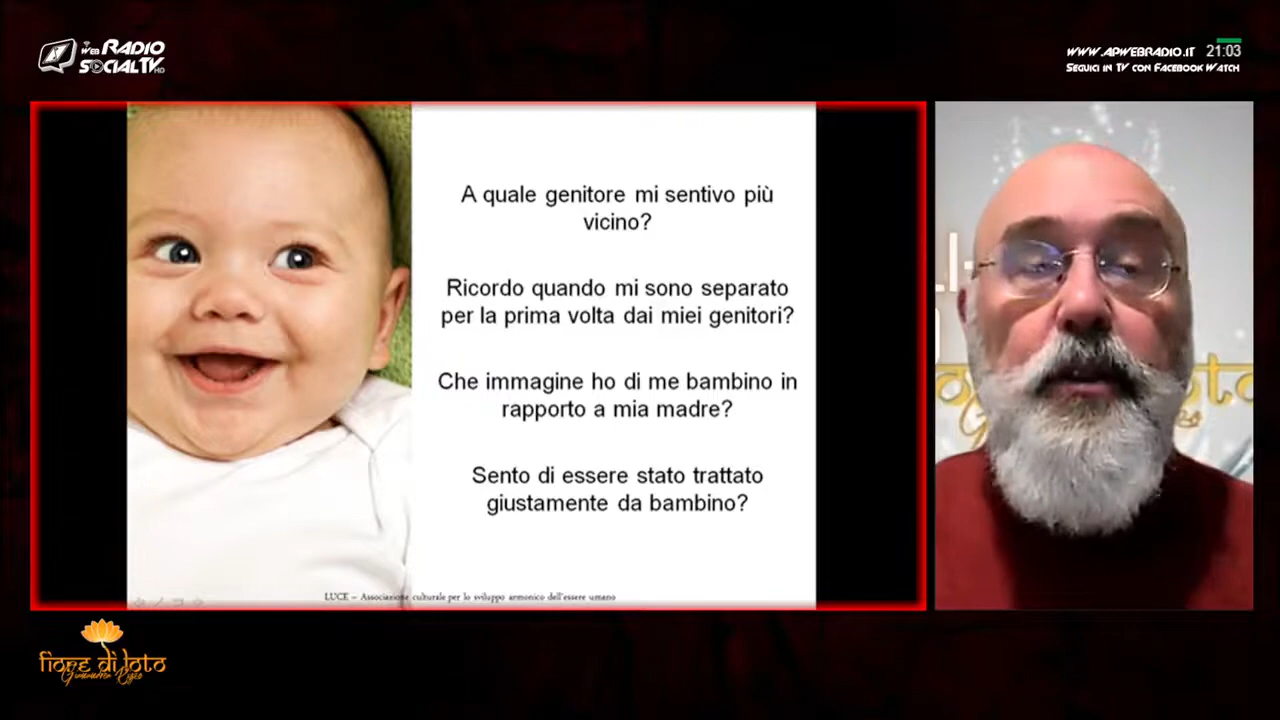 WEB RADIO
SOCIALTV HD
WWW.APWEBRADIO.IT 21:03
SEGUICI IN TV CON FACEBOOK WATCH
A quale genitore mi sentivo più
vicino?
Ricordo quando mi sono separato
per la prima volta dai miei genitori?
Che immagine ho di me bambino in
rapporto a mia madre?
Sento di essere stato trattato
giustamente da bambino?
LUCE – Associazione culturale per lo sviluppo armonico dell'essere umano
fiore di loto